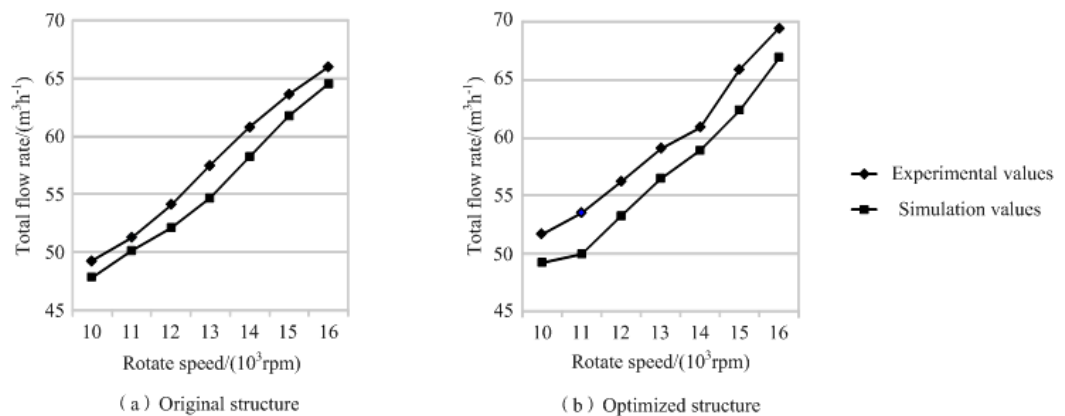 70
65
60
55
50
45
Total flow rate/(m³h⁻¹)
10 11 12 13 14 15 16
Rotate speed/(10³rpm)
(a) Original structure
70
65
60
55
50
45
Total flow rate/(m³h⁻¹)
10 11 12 13 14 15 16
Rotate speed/(10³rpm)
(b) Optimized structure
Experimental values
Simulation values